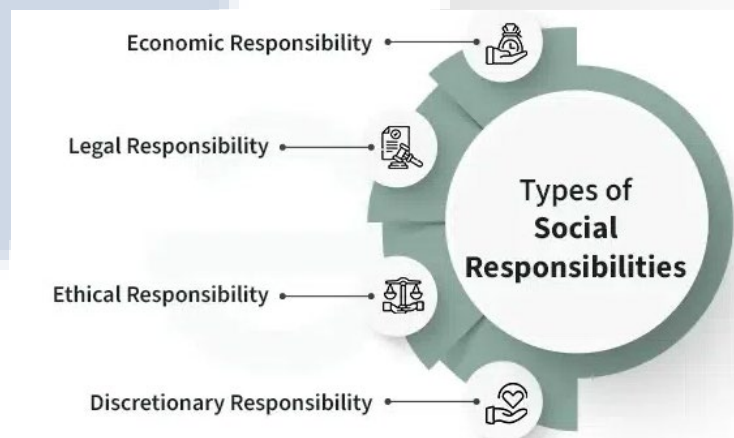 Economic Responsibility
Legal Responsibility
Types of
Social
Responsibilities
Ethical Responsibility
Discretionary Responsibility